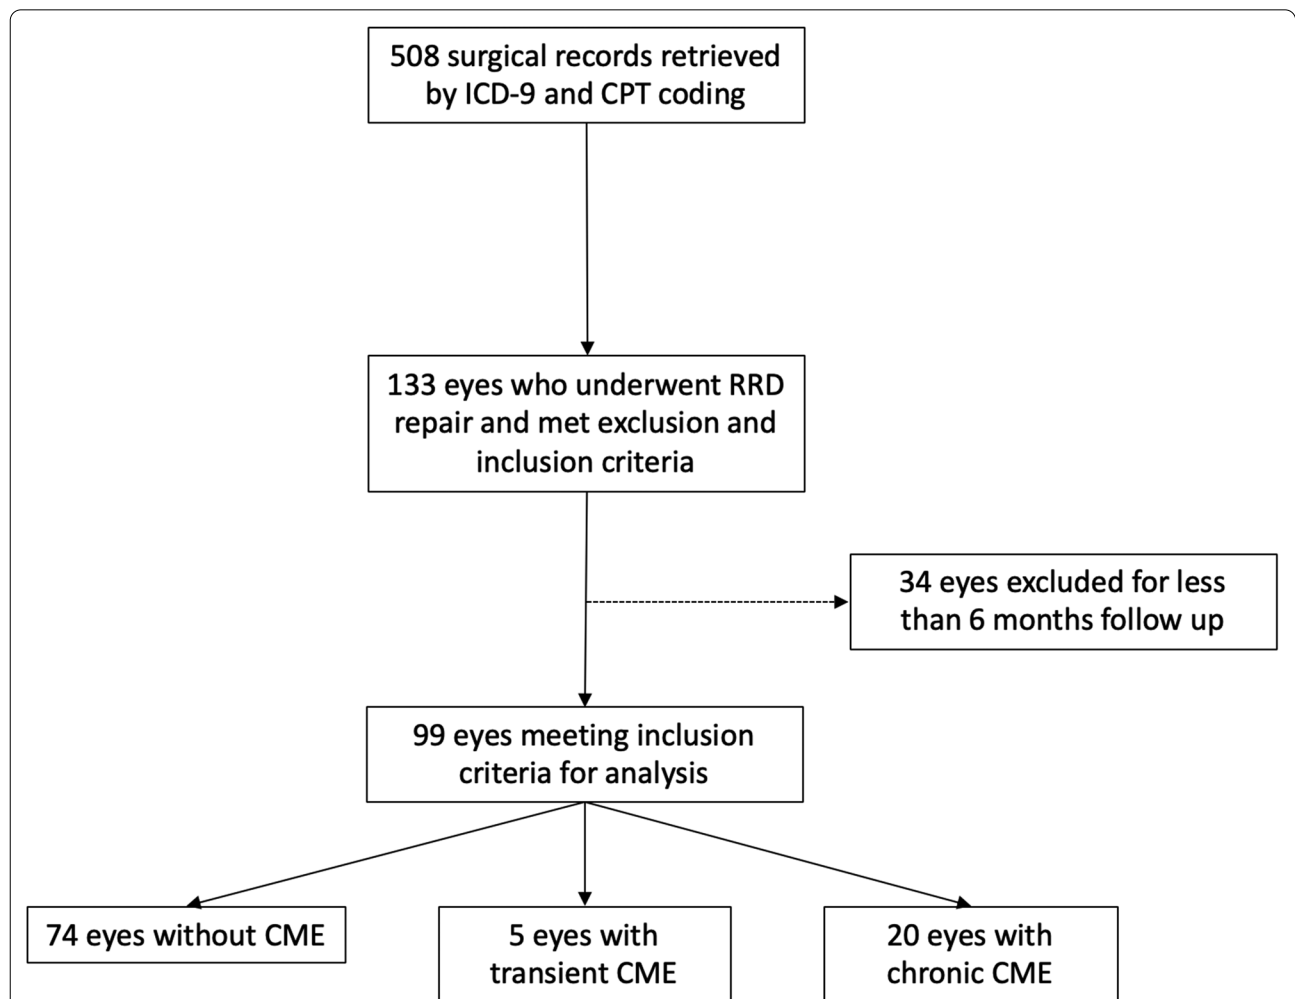 508 surgical records retrieved
by ICD-9 and CPT coding
133 eyes who underwent RRD
repair and met exclusion and
inclusion criteria
34 eyes excluded for less
than 6 months follow up
99 eyes meeting inclusion
criteria for analysis
74 eyes without CME
5 eyes with
transient CME
20 eyes with
chronic CME